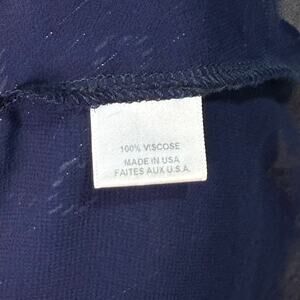 100% VISCOSE
MADE IN USA
FAITES AUX U.S.A.